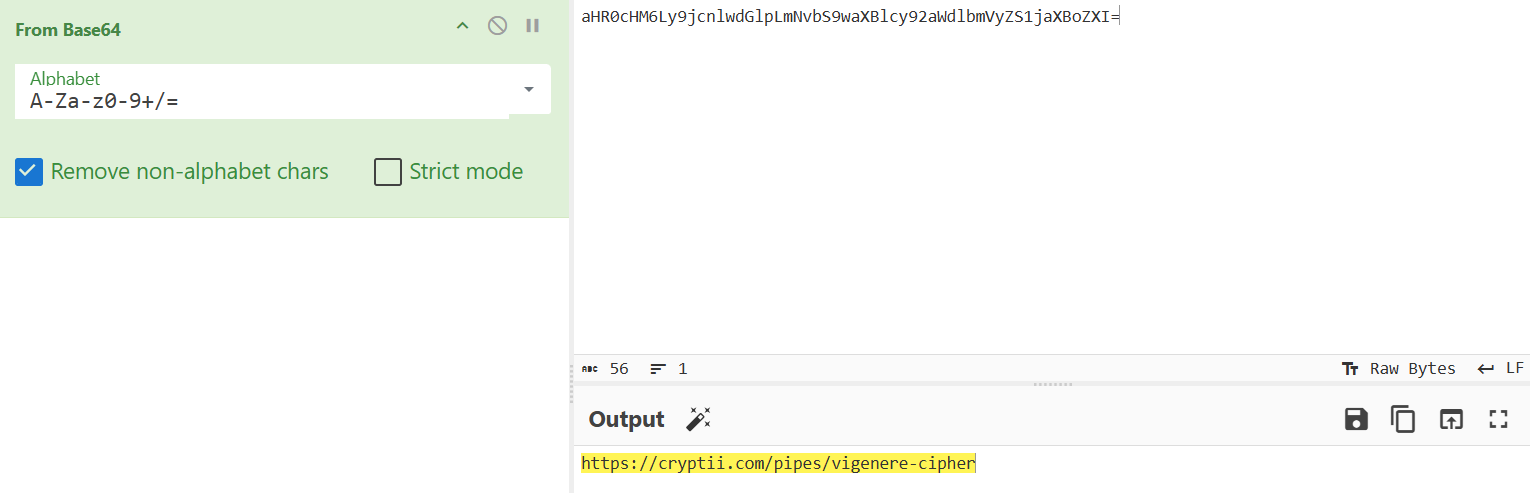 From Base64
Alphabet
A-Za-z0-9+/=
Remove non-alphabet chars
Strict mode
aHR0cHM6Ly9jcnlwdGlpLmNvbS9waXBlcy92aWdlbmVyZS1jaXBoZXI=
ABC 56 1
Tт Raw Bytes LF
Output
https://cryptii.com/pipes/vigenere-cipher